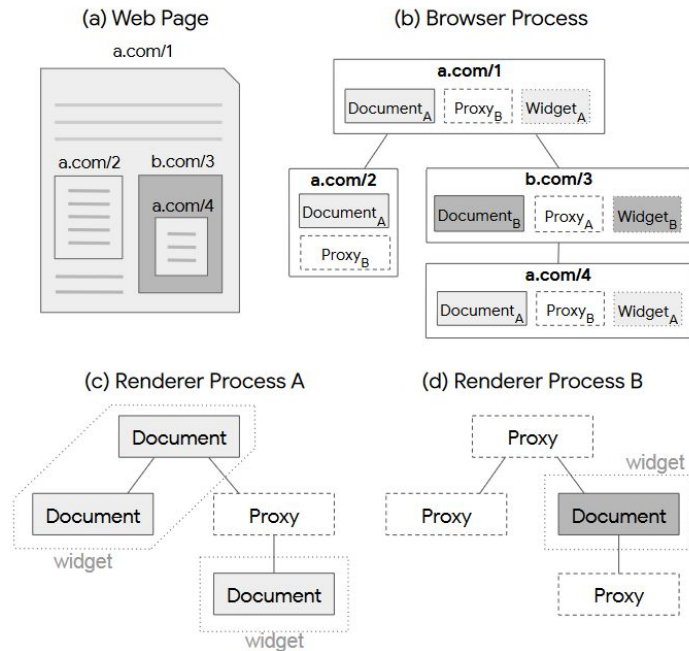 (a) Web Page
(b) Browser Process
a.com/1
a.com/2
b.com/3
a.com/4
a.com/1
DocumentA
ProxyB
WidgetA
a.com/2
DocumentA
ProxyB
b.com/3
DocumentB
ProxyA
WidgetB
a.com/4
DocumentA
ProxyB
WidgetA
(c) Renderer Process A
(d) Renderer Process B
Document
Document
Proxy
widget
Document
widget
Proxy
widget
Proxy
Document
Proxy